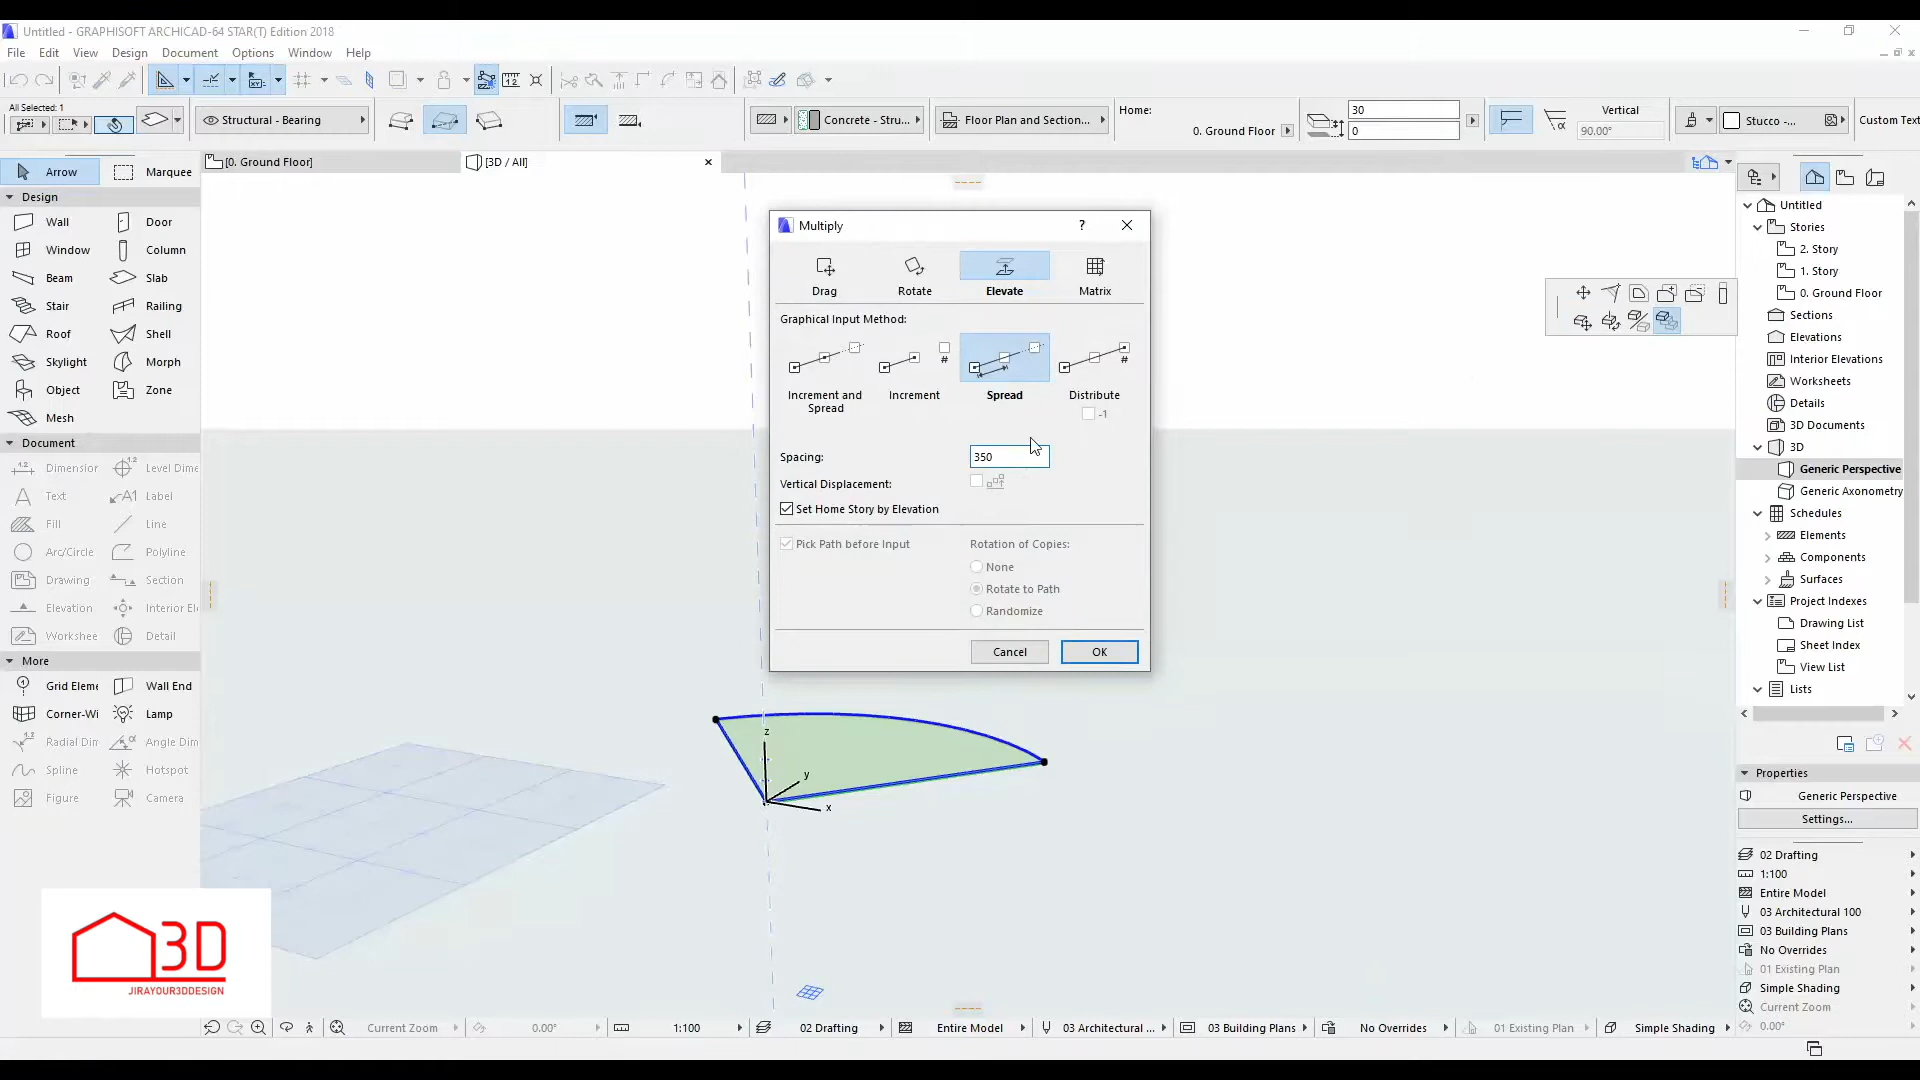 Untitled - GRAPHISOFT ARCHICAD-64 STAR(T) Edition 2018
File Edit View Design Document Options Window Help
All Selected: 1
Structural - Bearing
Concrete - Stru...
Floor Plan and Section...
Home:
0. Ground Floor
30
0
Vertical
90.00°
Stucco -...
Custom Text
[0. Ground Floor]
[3D / All]
Arrow Marquee
Design
Wall Door
Window Column
Beam Slab
Stair Railing
Roof Shell
Skylight Morph
Object Zone
Mesh
Document
Dimension Level Dime
Text A1 Label
Fill Line
Arc/Circle Polyline
Drawing Section
Elevation Interior El
Workshee Detail
More
Grid Eleme Wall End
Corner-Wi Lamp
Radial Dim Angle Dim
Spline Hotspot
Figure Camera
Multiply
?
Drag Rotate Elevate Matrix
Graphical Input Method:
# #
Increment and Spread Increment Spread Distribute
-1
Spacing: 350
Vertical Displacement:
Set Home Story by Elevation
Pick Path before Input
Rotation of Copies:
None
Rotate to Path
Randomize
Cancel OK
z
y
x
Untitled
Stories
2. Story
1. Story
0. Ground Floor
Sections
Elevations
Interior Elevations
Worksheets
Details
3D Documents
3D
Generic Perspective
Generic Axonometry
Schedules
Elements
Components
Surfaces
Project Indexes
Drawing List
Sheet Index
View List
Lists
Properties
Generic Perspective
Settings...
02 Drafting
1:100
Entire Model
03 Architectural 100
03 Building Plans
No Overrides
01 Existing Plan
Simple Shading
Current Zoom
0.00°
3D
JIRAYOUR3DDESIGN
Current Zoom 0.00° 1:100 02 Drafting Entire Model 03 Architectural ... 03 Building Plans No Overrides 01 Existing Plan Simple Shading